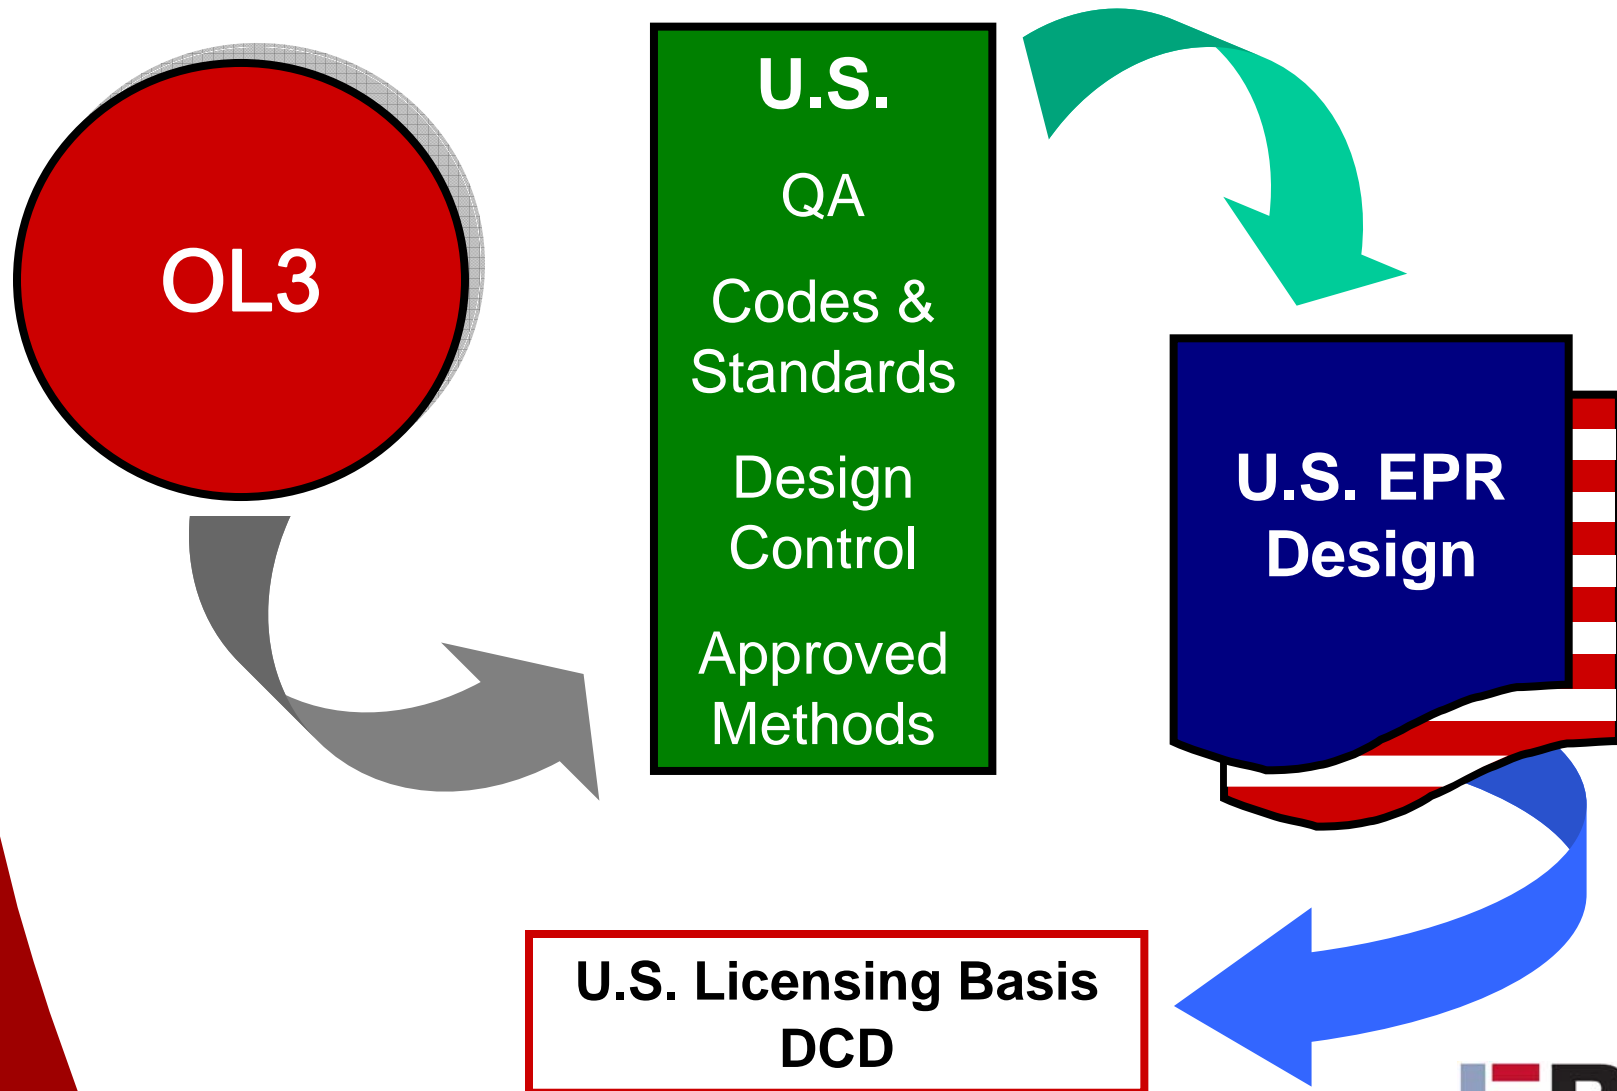 OL3
U.S.
QA
Codes &
Standards
Design
Control
Approved
Methods
U.S. EPR
Design
U.S. Licensing Basis
DCD